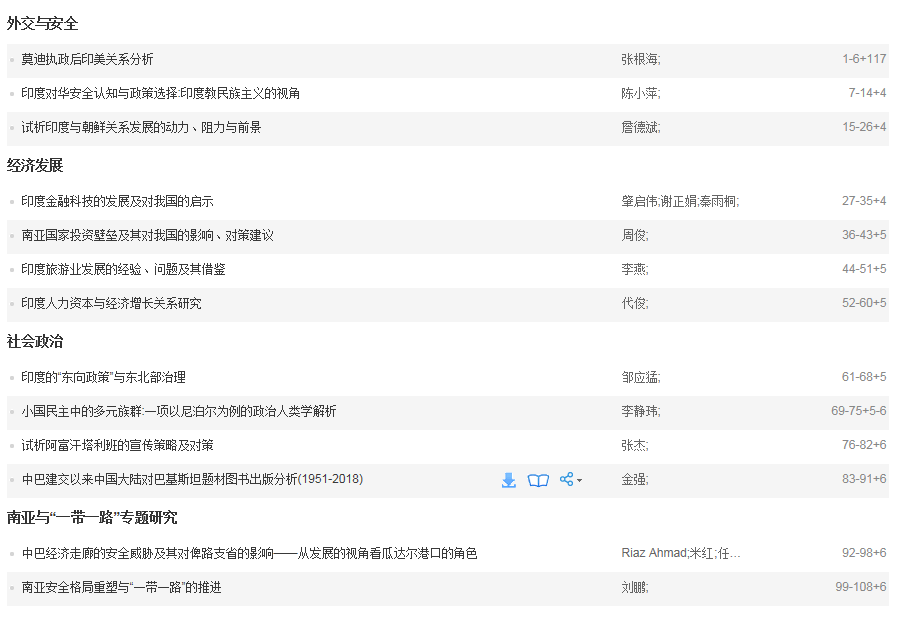 外交与安全
莫迪执政后印美关系分析 张根海; 1-6+117
印度对华安全认知与政策选择:印度教民族主义的视角 陈小萍; 7-14+4
试析印度与朝鲜关系发展的动力、阻力与前景 詹德斌; 15-26+4
经济发展
印度金融科技的发展及对我国的启示 肇启伟;谢正娟;秦雨桐; 27-35+4
南亚国家投资壁垒及其对我国的影响、对策建议 周俊; 36-43+5
印度旅游业发展的经验、问题及其借鉴 李燕; 44-51+5
印度人力资本与经济增长关系研究 代俊; 52-60+5
社会政治
印度的“东向政策”与东北部治理 邹应猛; 61-68+5
小国民主中的多元族群:一项以尼泊尔为例的政治人类学解析 李静玮; 69-75+5-6
试析阿富汗塔利班的宣传策略及对策 张杰; 76-82+6
中巴建交以来中国大陆对巴基斯坦题材图书出版分析(1951-2018) 金强; 83-91+6
南亚与“一带一路”专题研究
中巴经济走廊的安全威胁及其对俾路支省的影响——从发展的视角看瓜达尔港口的角色 Riaz Ahmad;米红;任… 92-98+6
南亚安全格局重塑与“一带一路”的推进 刘鹏; 99-108+6